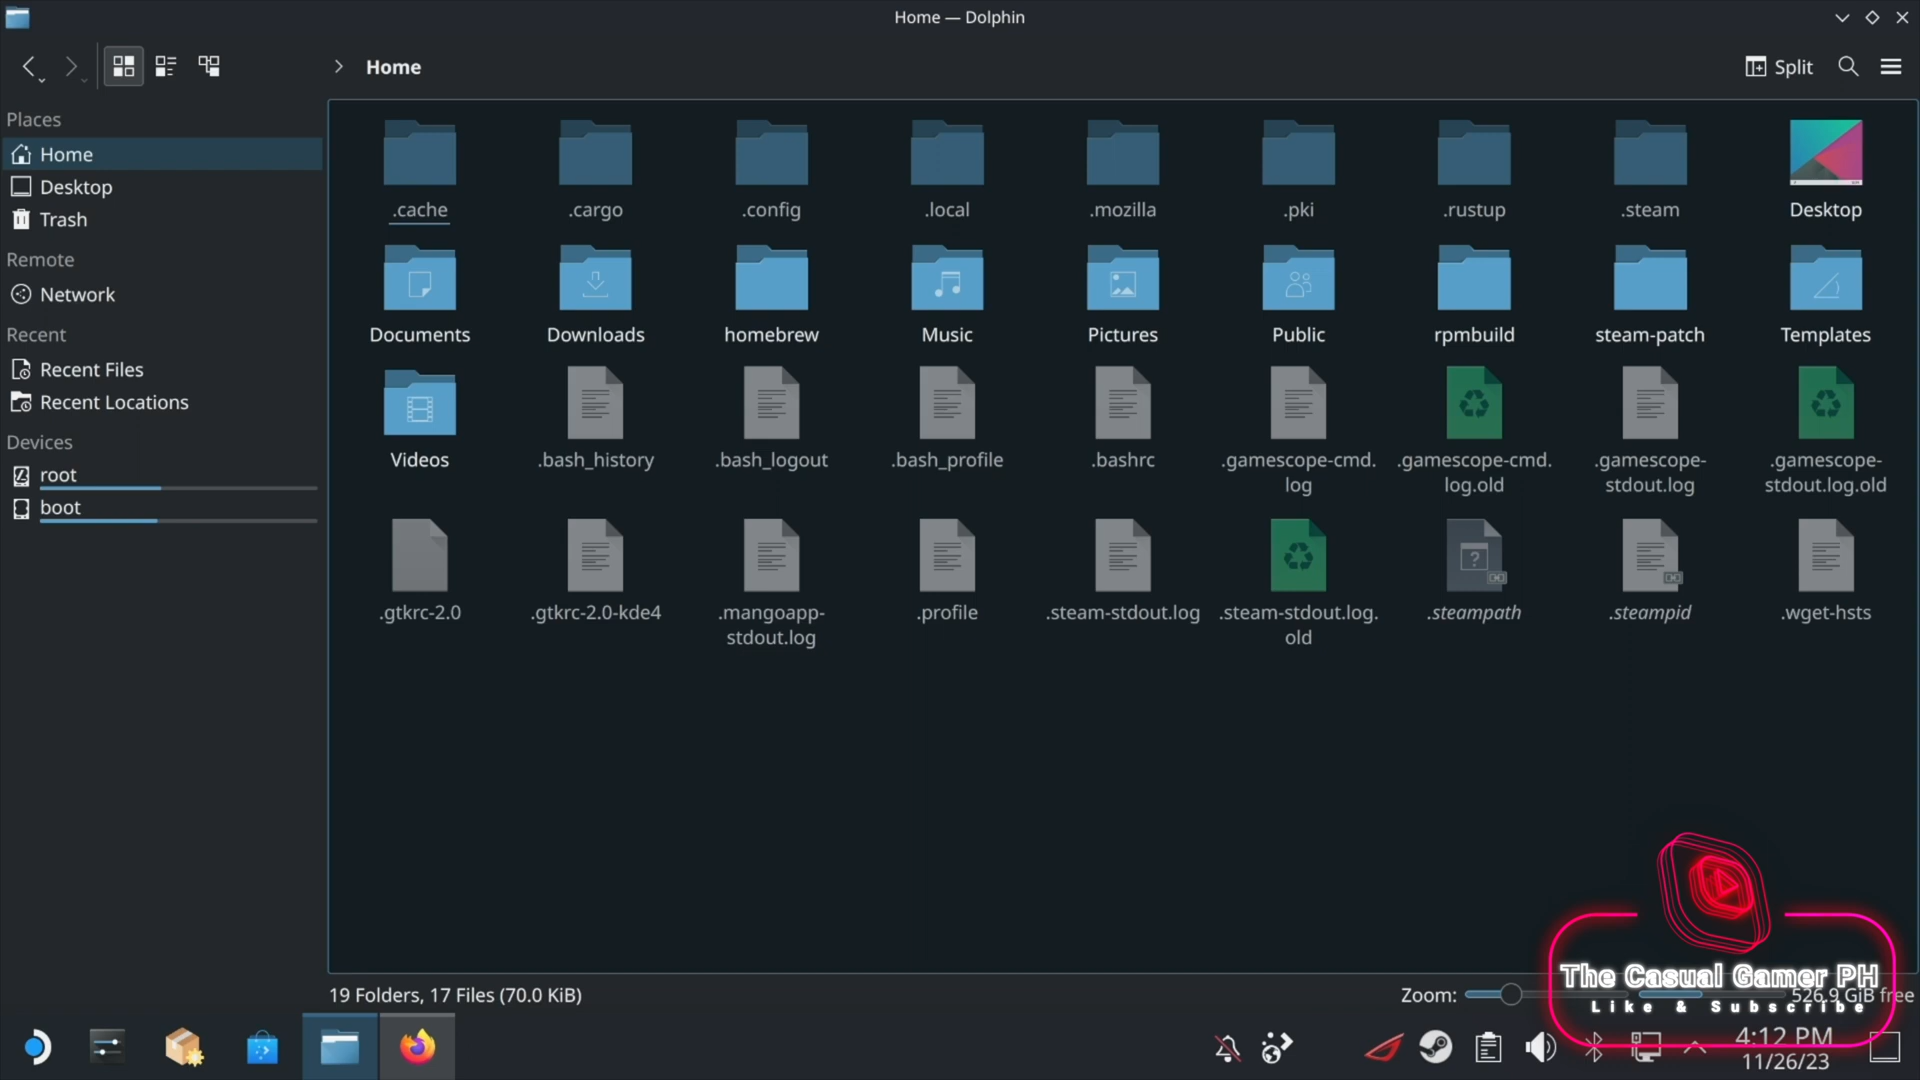 Home — Dolphin
Home
Split
Places
Home
Desktop
Trash
Remote
Network
Recent
Recent Files
Recent Locations
Devices
root
boot
.cache
.cargo
.config
.local
.mozilla
.pki
.rustup
.steam
Desktop
Documents
Downloads
homebrew
Music
Pictures
Public
rpmbuild
steam-patch
Templates
Videos
.bash_history
.bash_logout
.bash_profile
.bashrc
.gamescope-cmd.
log
.gamescope-cmd.
log.old
.gamescope-
stdout.log
.gamescope-
stdout.log.old
.gtkrc-2.0
.gtkrc-2.0-kde4
.mangoapp-
stdout.log
.profile
.steam-stdout.log
.steam-stdout.log.
old
.steampath
.steampid
.wget-hsts
19 Folders, 17 Files (70.0 KiB)
Zoom:
526.9 GiB free
The Casual Gamer PH
Like & Subscribe
4:12 PM
11/26/23